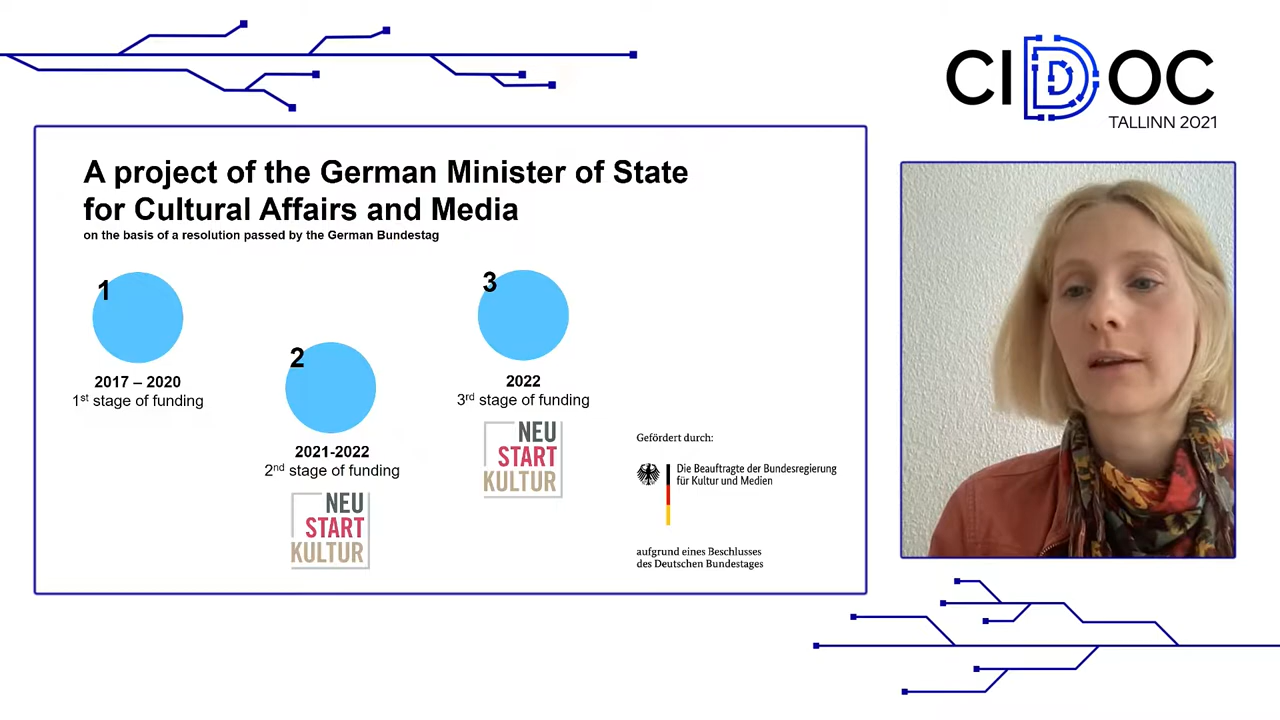 CIDOC
TALLINN 2021
A project of the German Minister of State
for Cultural Affairs and Media
on the basis of a resolution passed by the German Bundestag
1
2017 – 2020
1st stage of funding
2
2021-2022
2nd stage of funding
NEU
START
KULTUR
3
2022
3rd stage of funding
NEU
START
KULTUR
Gefördert durch:
Die Beauftragte der Bundesregierung
für Kultur und Medien
aufgrund eines Beschlusses
des Deutschen Bundestages